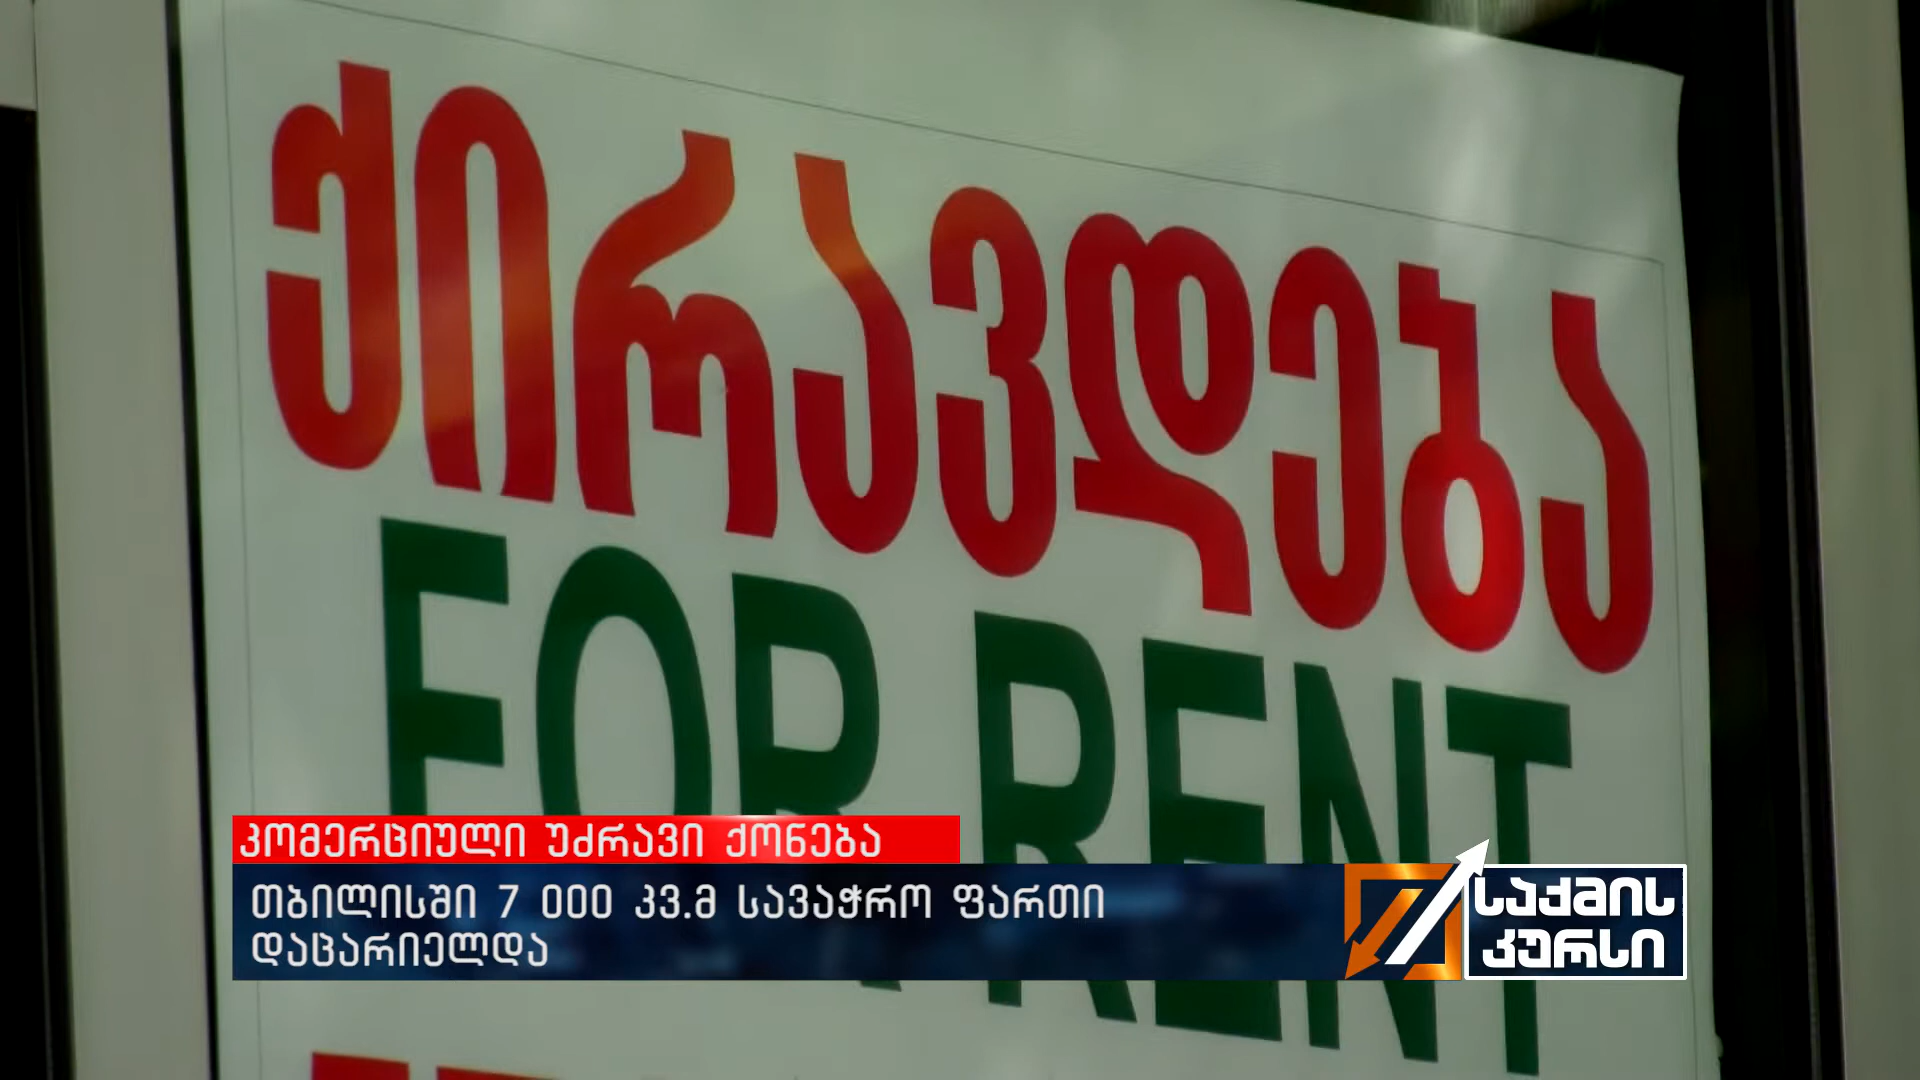 ქირავდება
FOR RENT
კომერციული უძრავი ქონება
თბილისში 7 000 კვ.მ სავაჭრო ფართი
დაცარიელდა
საქმის
კურსი